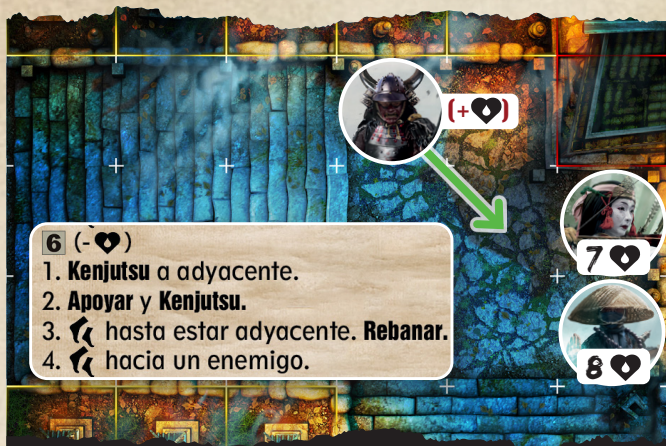 (+)
6 (-)
1. Kenjutsu a adyacente.
2. Apoyar y Kenjutsu.
3. hasta estar adyacente. Rebanar.
4. hacia un enemigo.
7
8